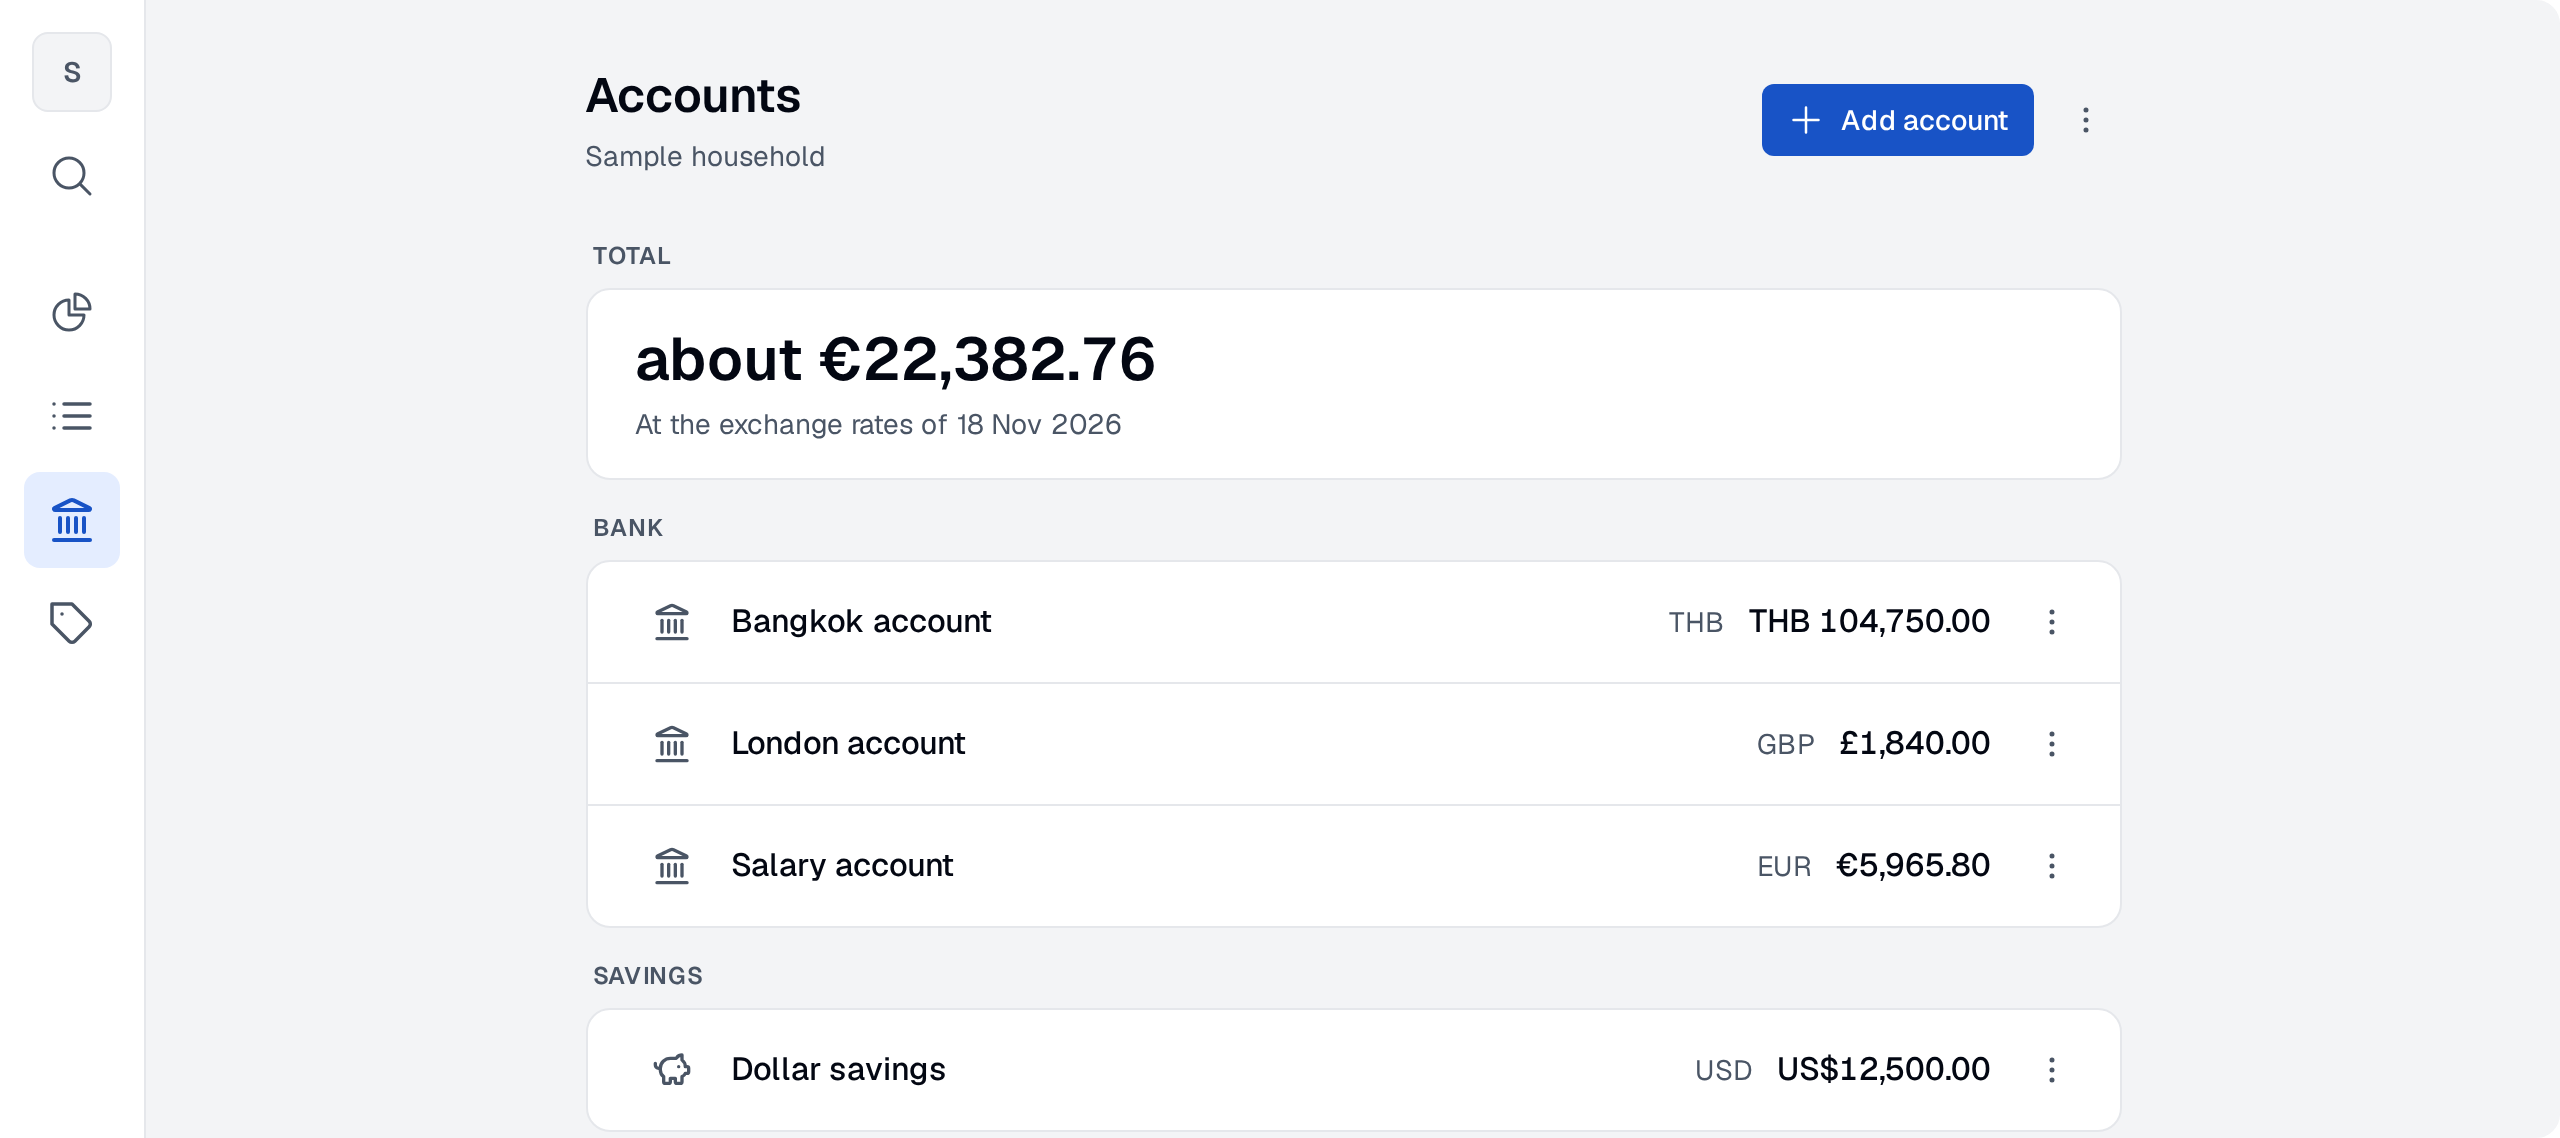 S
Accounts
Sample household
Add account
TOTAL
about €22,382.76
At the exchange rates of 18 Nov 2026
BANK
Bangkok account THB THB 104,750.00
London account GBP £1,840.00
Salary account EUR €5,965.80
SAVINGS
Dollar savings USD US$12,500.00